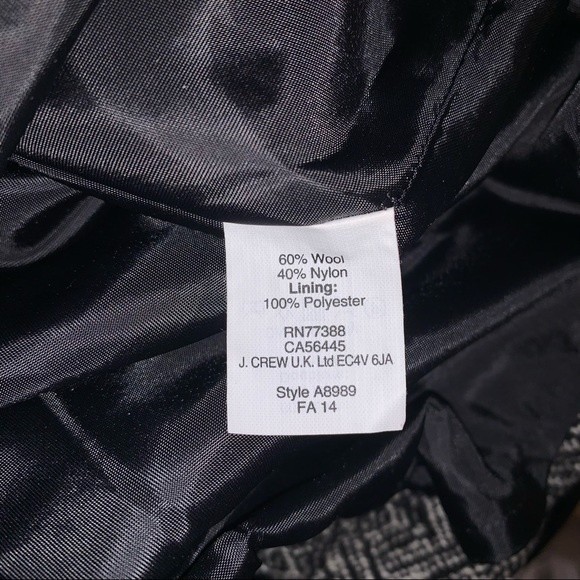 60% Wool
40% Nylon
Lining:
100% Polyester
RN77388
CA56445
J. CREW U.K. Ltd EC4V 6JA
Style A8989
FA 14